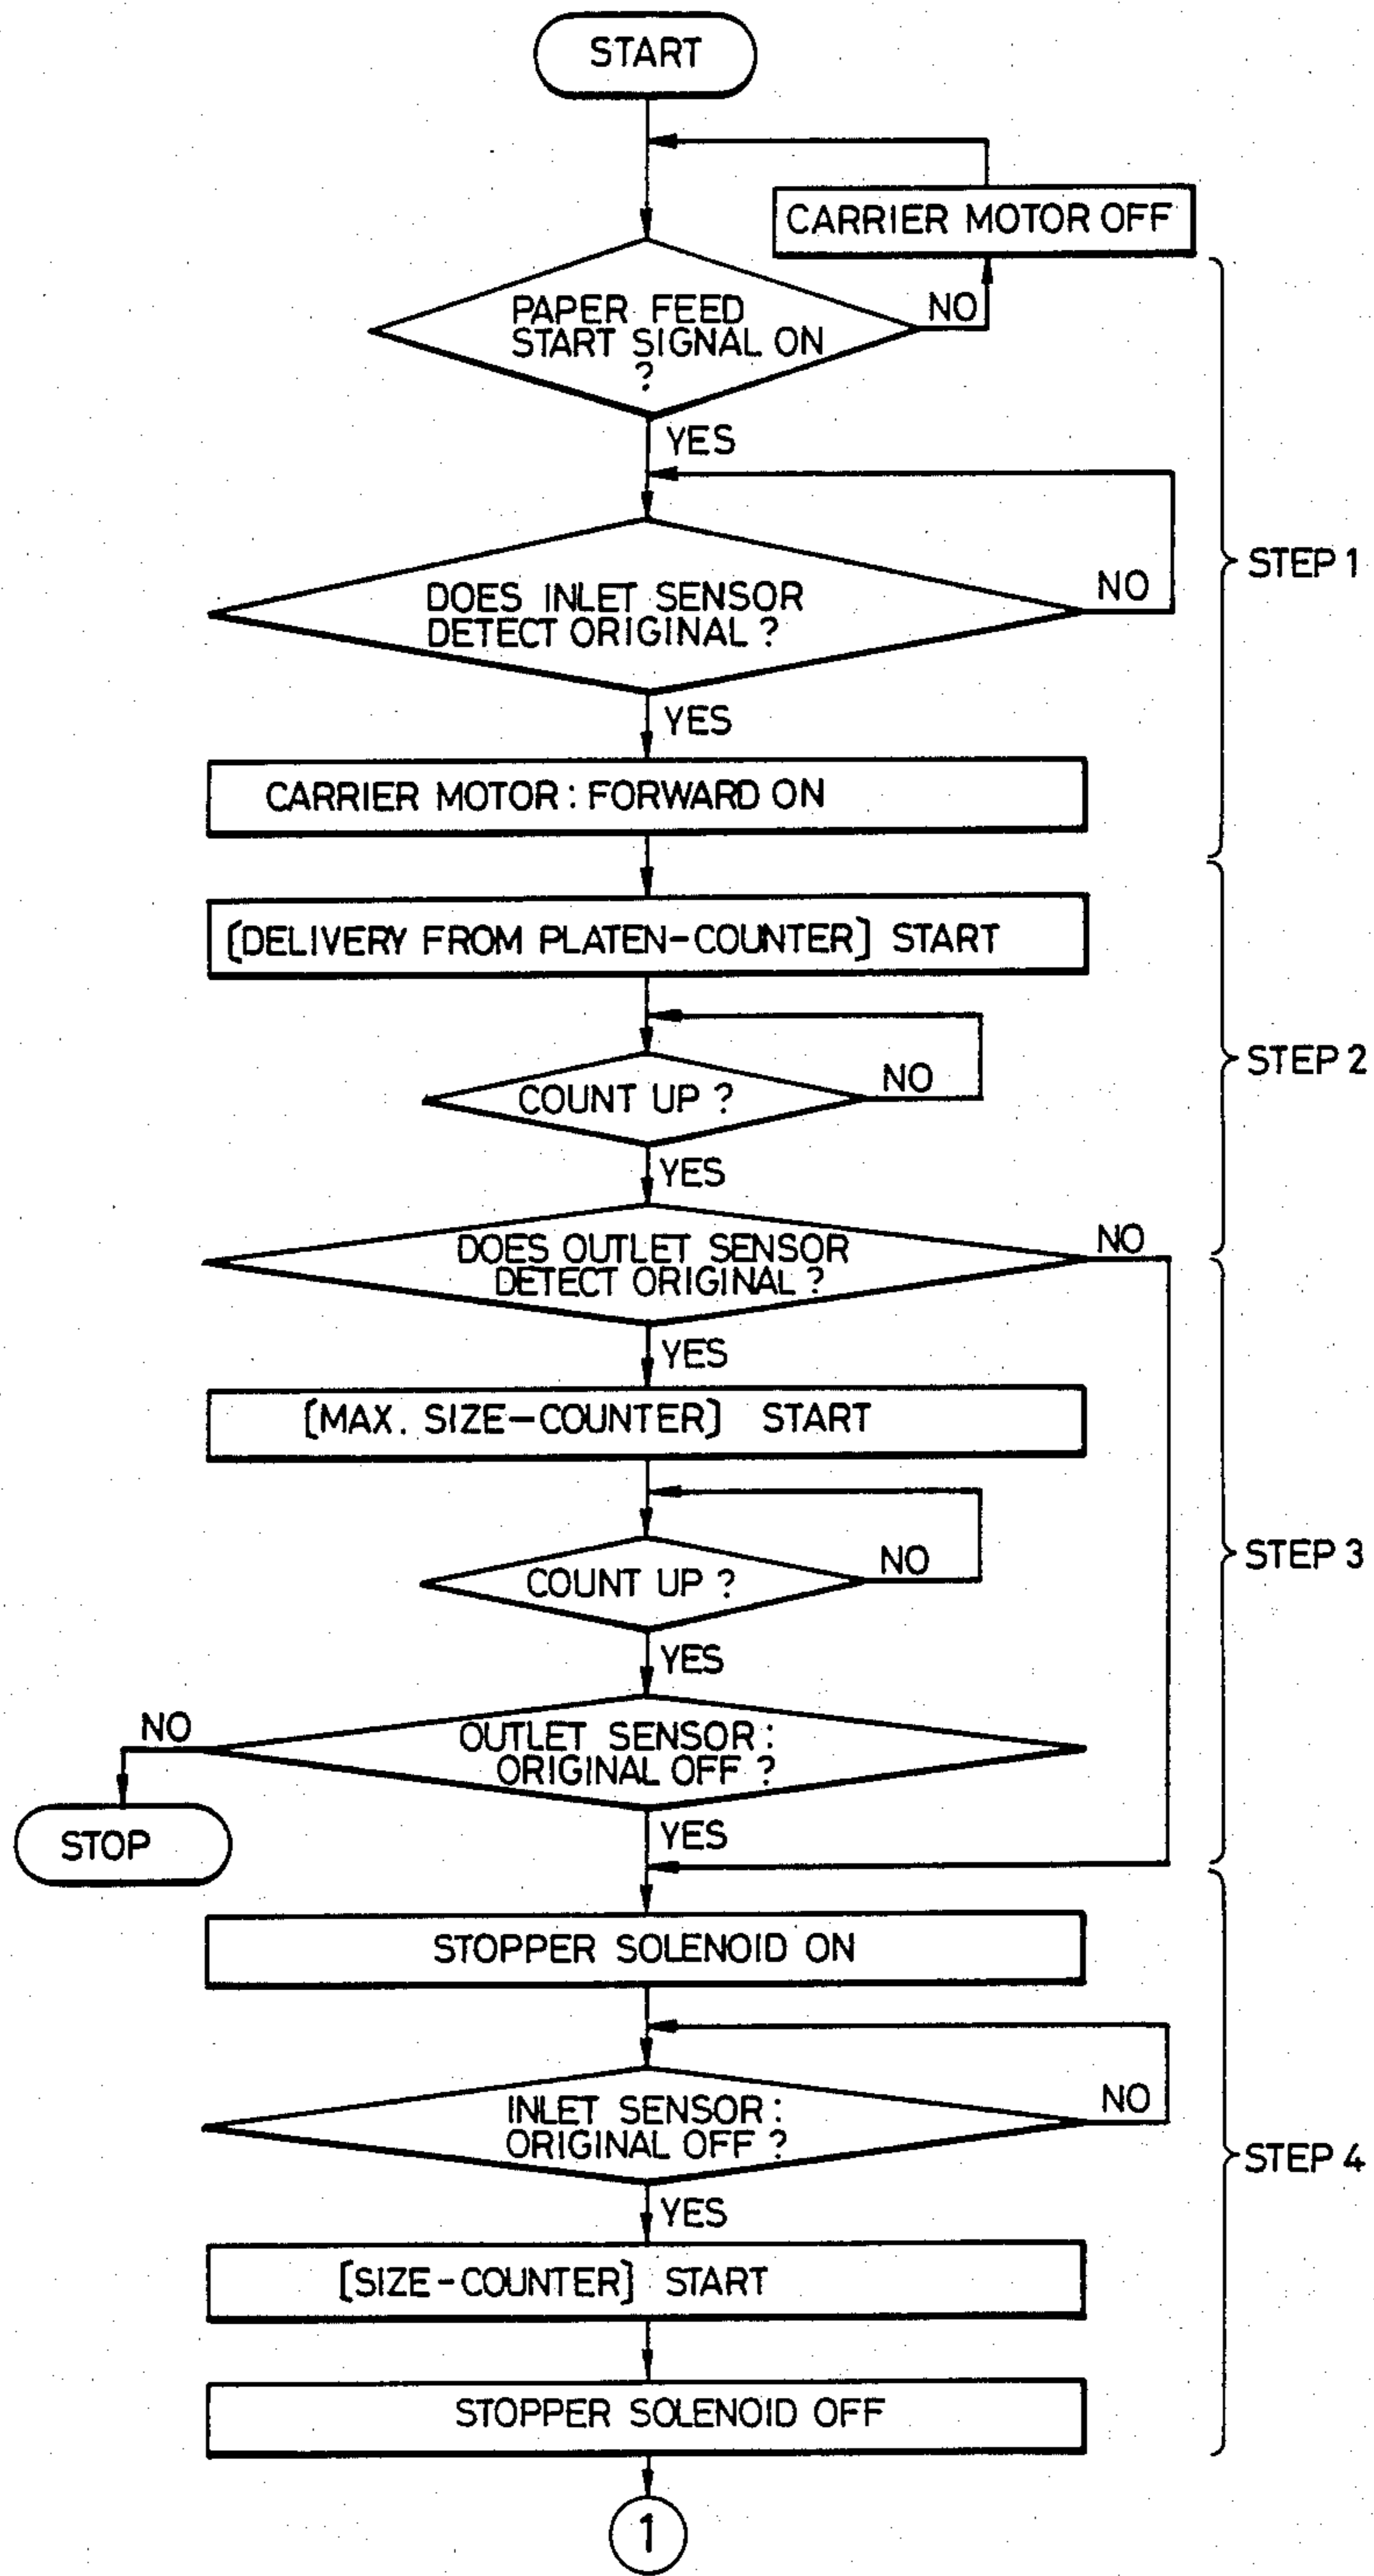 START
CARRIER MOTOR OFF
PAPER FEED
START SIGNAL ON
?
NO
YES
DOES INLET SENSOR
DETECT ORIGINAL ?
NO
STEP 1
YES
CARRIER MOTOR : FORWARD ON
[DELIVERY FROM PLATEN-COUNTER] START
COUNT UP ?
NO
STEP 2
YES
DOES OUTLET SENSOR
DETECT ORIGINAL ?
NO
YES
[MAX. SIZE-COUNTER] START
COUNT UP ?
NO
STEP 3
YES
OUTLET SENSOR :
ORIGINAL OFF ?
NO
STOP
YES
STOPPER SOLENOID ON
INLET SENSOR :
ORIGINAL OFF ?
NO
STEP 4
YES
[SIZE-COUNTER] START
STOPPER SOLENOID OFF
1